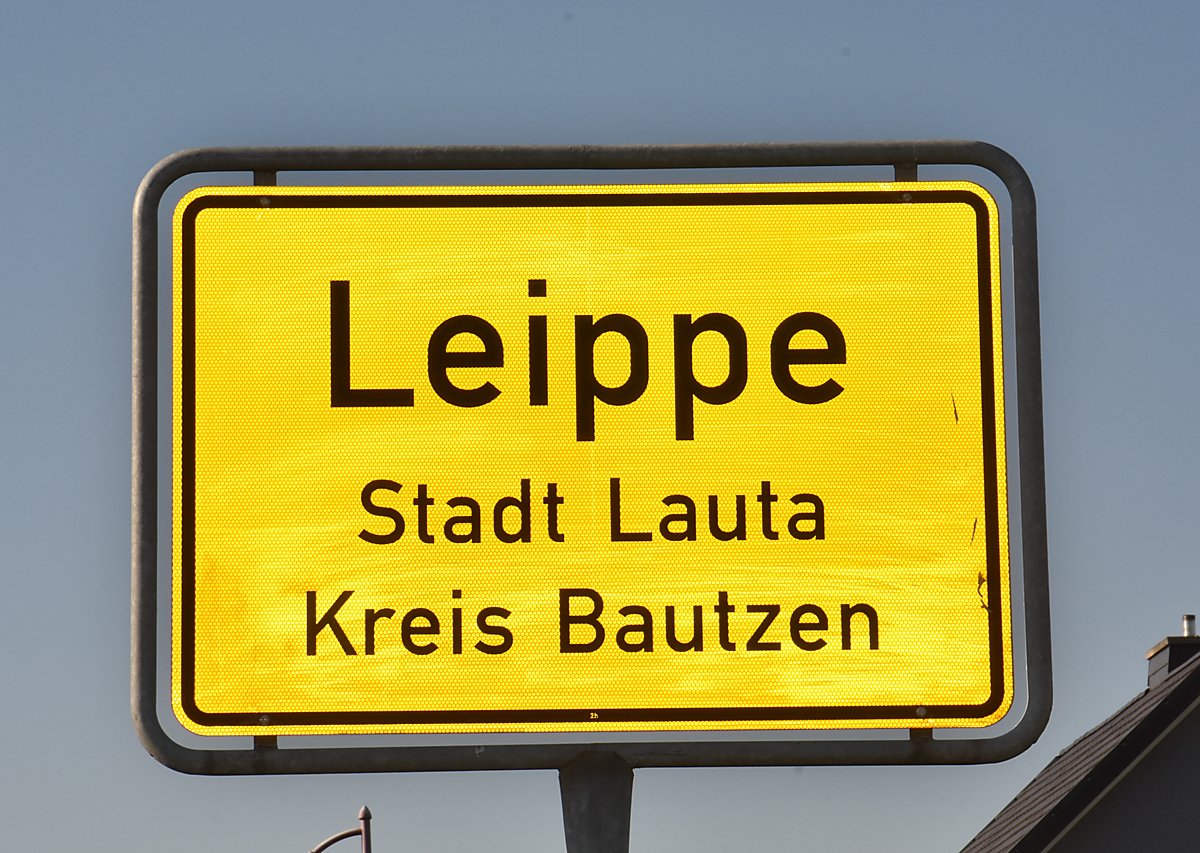 Leippe
Stadt Lauta
Kreis Bautzen